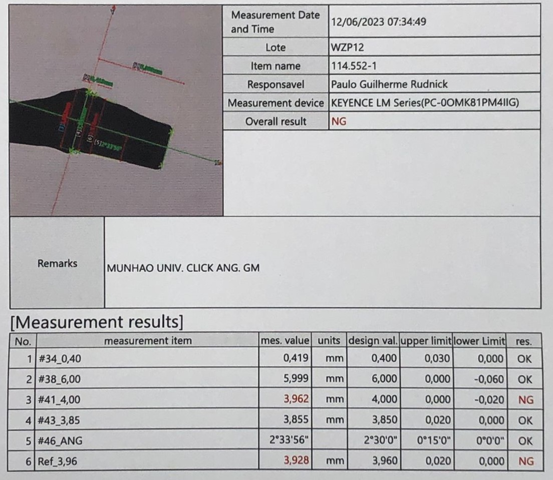 Measurement Date and Time 12/06/2023 07:34:49
Lote WZP12
Item name 114.552-1
Responsavel Paulo Guilherme Rudnick
Measurement device KEYENCE LM Series(PC-0OMK81PM4IIG)
Overall result NG
Remarks MUNHAO UNIV. CLICK ANG. GM
[Measurement results]
No. measurement item mes. value units design val. upper limit lower Limit res.
1 #34_0,40 0,419 mm 0,400 0,030 0,000 OK
2 #38_6,00 5,999 mm 6,000 0,000 -0,060 OK
3 #41_4,00 3,962 mm 4,000 0,000 -0,020 NG
4 #43_3,85 3,855 mm 3,850 0,020 0,000 OK
5 #46_ANG 2°33'56" 2°30'0" 0°15'0" 0°0'0" OK
6 Ref_3,96 3,928 mm 3,960 0,020 0,000 NG